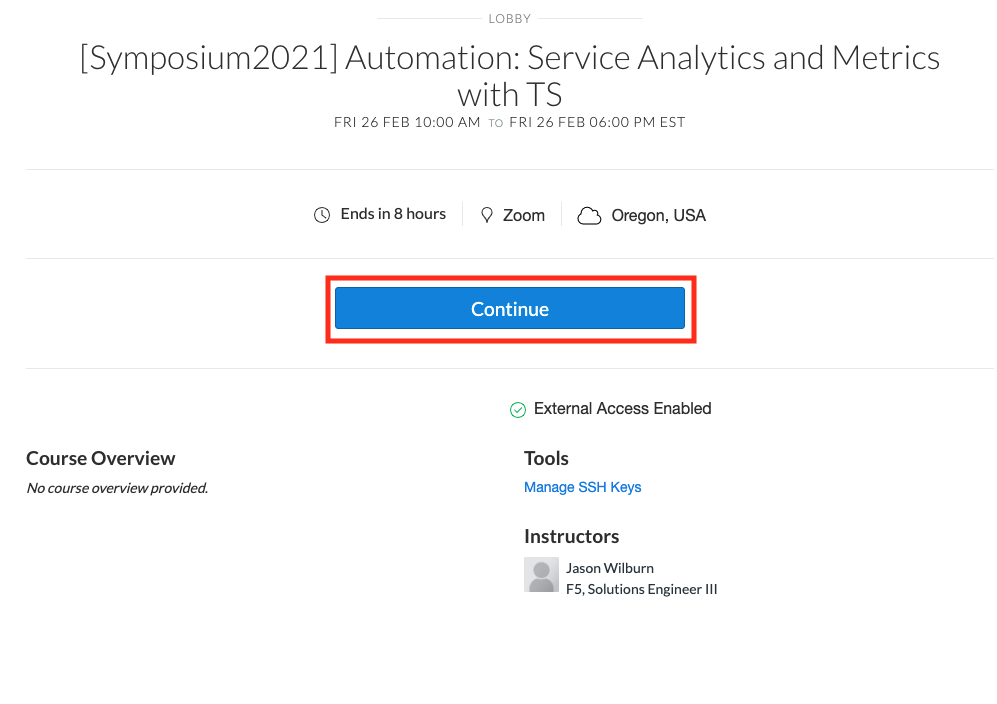 LOBBY
[Symposium2021] Automation: Service Analytics and Metrics
with TS
FRI 26 FEB 10:00 AM TO FRI 26 FEB 06:00 PM EST
Ends in 8 hours
Zoom
Oregon, USA
Continue
External Access Enabled
Course Overview
No course overview provided.
Tools
Manage SSH Keys
Instructors
Jason Wilburn
F5, Solutions Engineer III